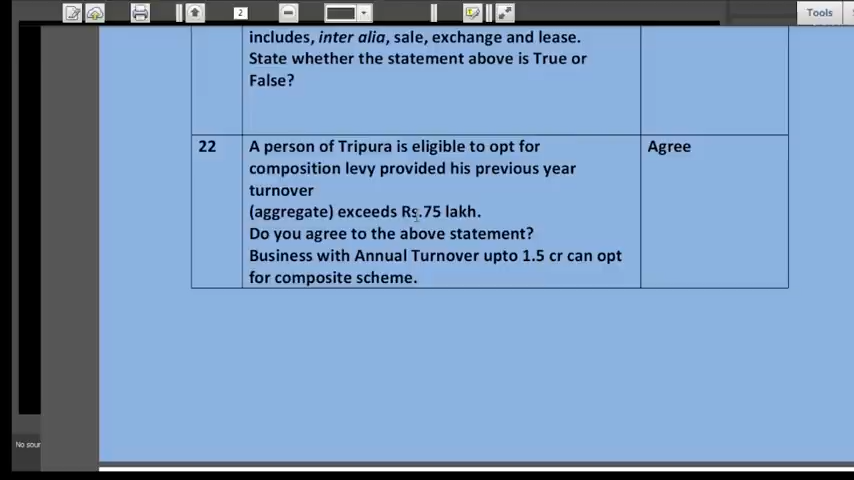 2
Tools
includes, inter alia, sale, exchange and lease.
State whether the statement above is True or
False?
22
A person of Tripura is eligible to opt for
composition levy provided his previous year
turnover
(aggregate) exceeds Rs.75 lakh.
Do you agree to the above statement?
Business with Annual Turnover upto 1.5 cr can opt
for composite scheme.
Agree
No sour